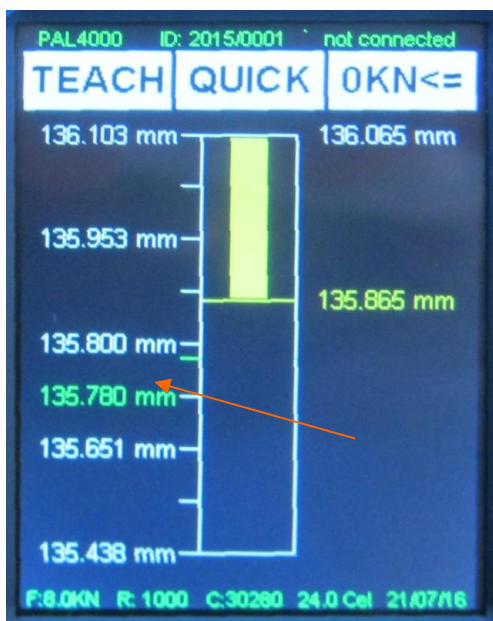 PAL4000 ID: 2015/0001 ` not connected
TEACH QUICK 0KN<=
136.103 mm 136.065 mm
135.953 mm
135.865 mm
135.800 mm
135.780 mm
135.651 mm
135.438 mm
F:8.0KN R: 1000 C:30280 24.0 Cel 21/07/16